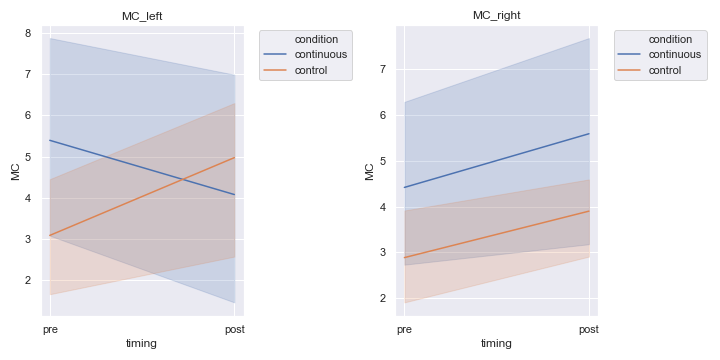 MC_left
8
7
6
5
4
3
2
MC
pre
post
timing
condition
continuous
control
MC_right
7
6
5
4
3
2
MC
pre
post
timing
condition
continuous
control